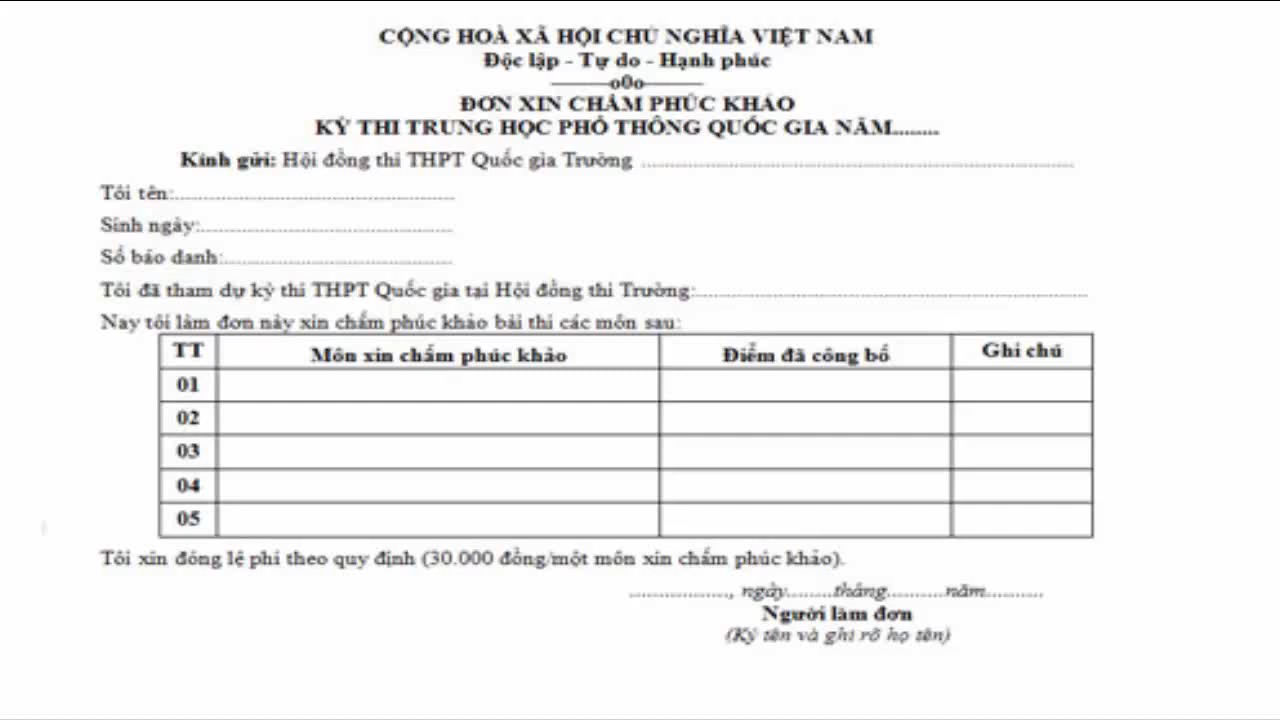 CỘNG HOÀ XÃ HỘI CHỦ NGHĨA VIỆT NAM
Độc lập - Tự do - Hạnh phúc
---------o0o---------
ĐƠN XIN CHẤM PHÚC KHẢO
KỲ THI TRUNG HỌC PHỔ THÔNG QUỐC GIA NĂM........
Kính gửi: Hội đồng thi THPT Quốc gia Trường ........................................
Tôi tên:........................................
Sinh ngày:........................................
Số báo danh:........................................
Tôi đã tham dự kỳ thi THPT Quốc gia tại Hội đồng thi Trường:........................................
Nay tôi làm đơn này xin chấm phúc khảo bài thi các môn sau:
TT Môn xin chấm phúc khảo Điểm đã công bố Ghi chú
01
02
03
04
05
Tôi xin đóng lệ phí theo quy định (30.000 đồng/một môn xin chấm phúc khảo).
..................., ngày........tháng..........năm..........
Người làm đơn
(Ký tên và ghi rõ họ tên)